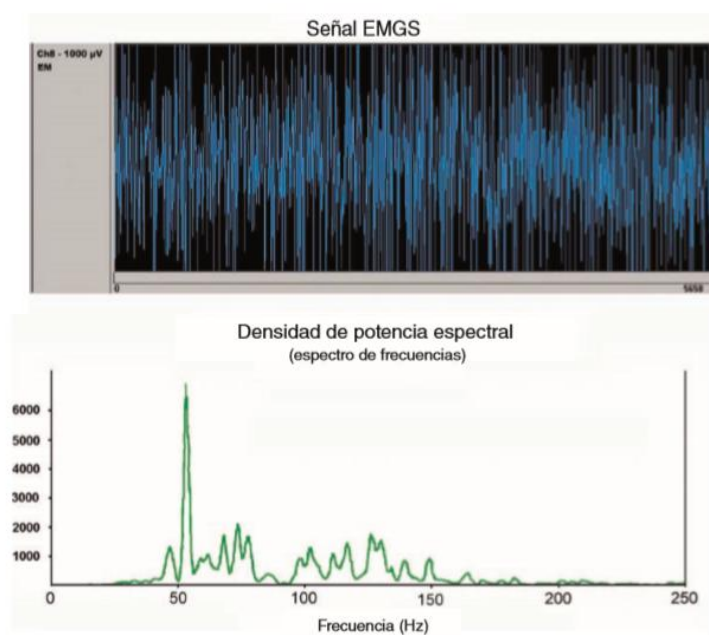 Señal EMGS
Ch8 - 1000 µV
EM
0
5658
Densidad de potencia espectral
(espectro de frecuencias)
6000
5000
4000
3000
2000
1000
0 50 100 150 200 250
Frecuencia (Hz)